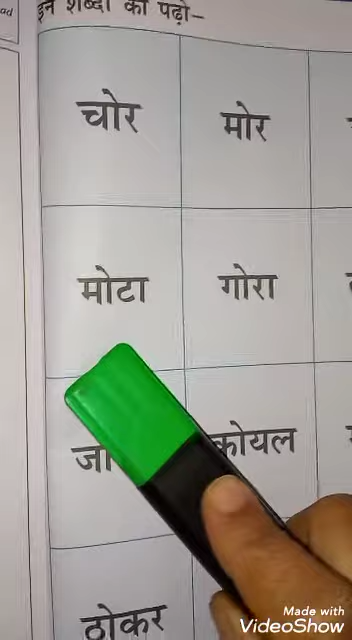 इन शब्दों को पढ़ो–
चोर मोर
मोटा गोरा
कोयल
ठोकर
Made with
VideoShow